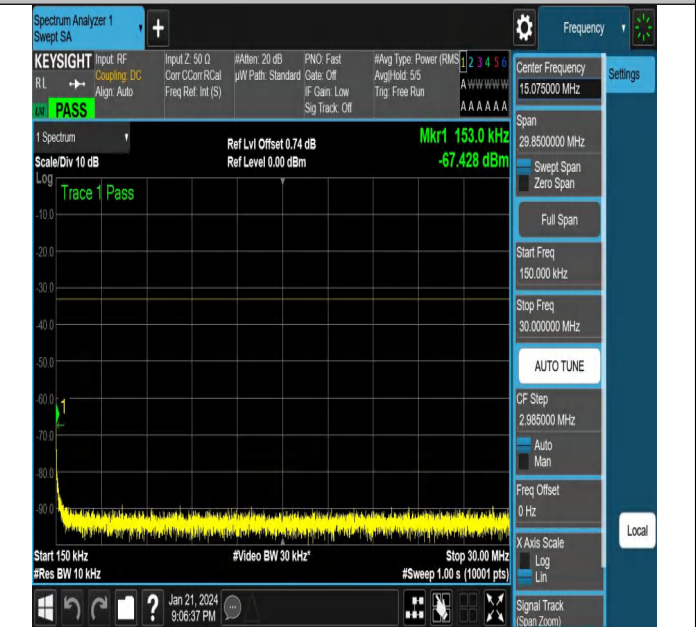 Spectrum Analyzer 1
Swept SA
+
Frequency
KEYSIGHT
RL
PASS
Input: RF
Coupling: DC
Align: Auto
Input Z: 50 Ω
Corr CCorr RCal
Freq Ref: Int (S)
#Atten: 20 dB
µW Path: Standard
PNO: Fast
Gate: Off
IF Gain: Low
Sig Track: Off
#Avg Type: Power (RMS
Avg|Hold: 5/5
Trig: Free Run
1 2 3 4 5 6
A W W W W W
A A A A A A
1 Spectrum
Scale/Div 10 dB
Log
Ref Lvl Offset 0.74 dB
Ref Level 0.00 dBm
Mkr1 153.0 kHz
-67.428 dBm
Trace 1 Pass
-10.0
-20.0
-30.0
-40.0
-50.0
-60.0
-70.0
-80.0
-90.0
1
Start 150 kHz
#Res BW 10 kHz
#Video BW 30 kHz*
Stop 30.00 MHz
#Sweep 1.00 s (10001 pts)
?
Jan 21, 2024
9:06:37 PM
Center Frequency
15.075000 MHz
Settings
Span
29.8500000 MHz
Swept Span
Zero Span
Full Span
Start Freq
150.000 kHz
Stop Freq
30.000000 MHz
AUTO TUNE
CF Step
2.985000 MHz
Auto
Man
Freq Offset
0 Hz
X Axis Scale
Log
Lin
Local
Signal Track
(Span Zoom)